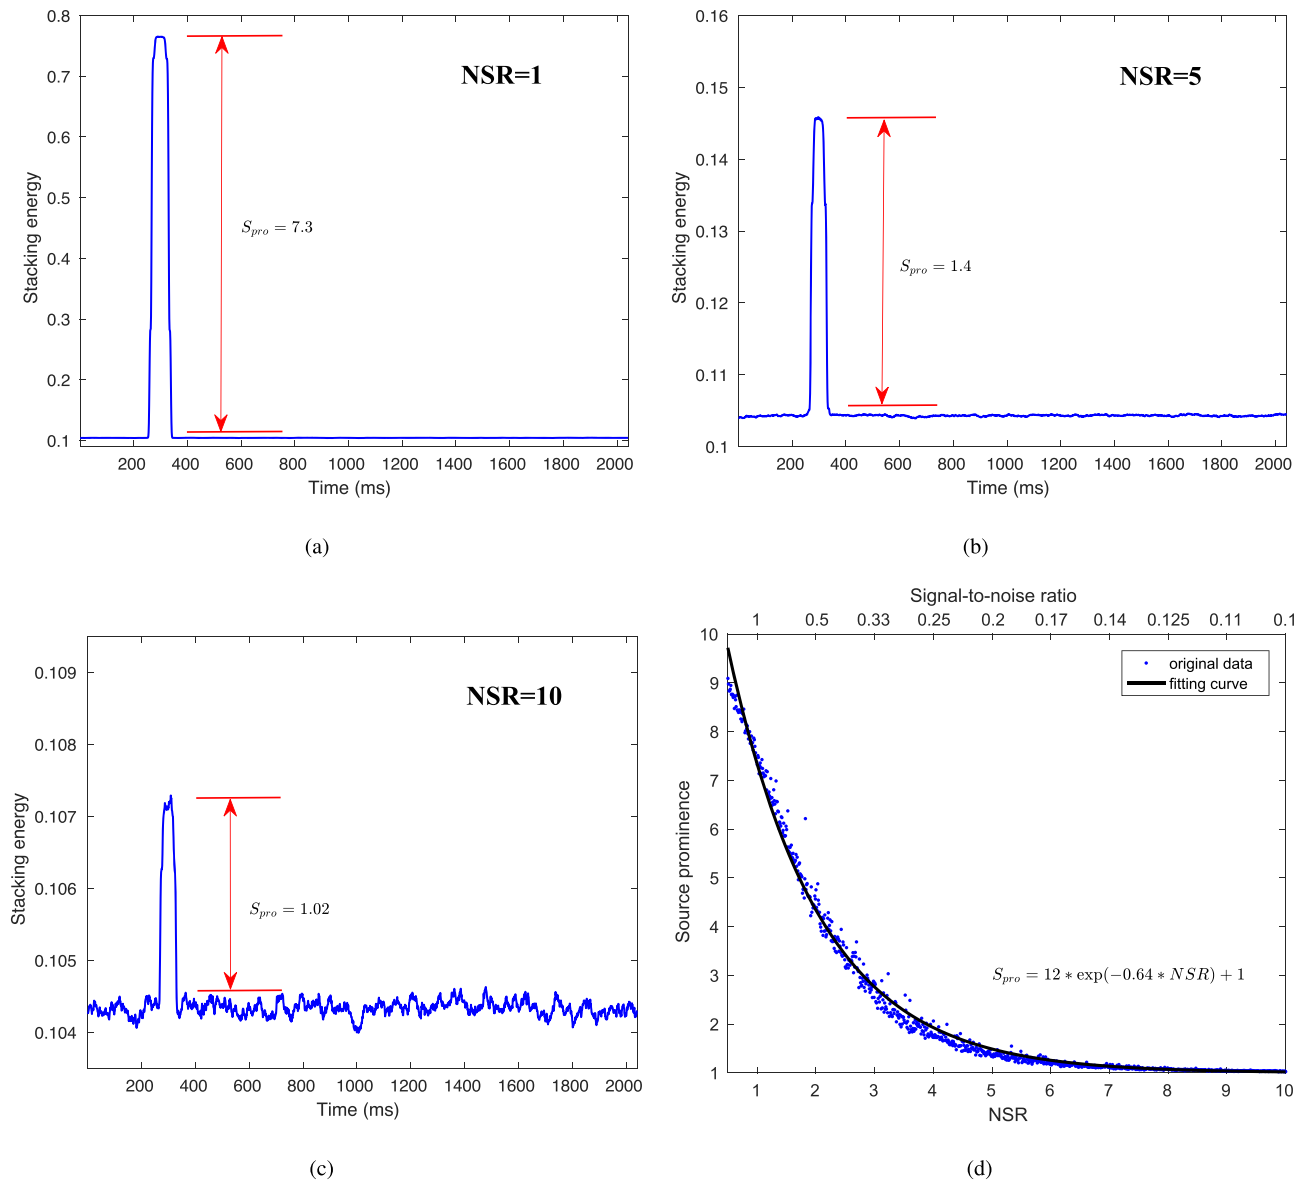 0.8
0.7
0.6
0.5
0.4
0.3
0.2
0.1
Stacking energy
NSR=1
S_{pro} = 7.3
200 400 600 800 1000 1200 1400 1600 1800 2000
Time (ms)
(a)
0.16
0.15
0.14
0.13
0.12
0.11
0.1
Stacking energy
NSR=5
S_{pro} = 1.4
200 400 600 800 1000 1200 1400 1600 1800 2000
Time (ms)
(b)
0.109
0.108
0.107
0.106
0.105
0.104
Stacking energy
NSR=10
S_{pro} = 1.02
200 400 600 800 1000 1200 1400 1600 1800 2000
Time (ms)
(c)
Signal-to-noise ratio
1 0.5 0.33 0.25 0.2 0.17 0.14 0.125 0.11 0.1
10
9
8
7
6
5
4
3
2
1
Source prominence
original data
fitting curve
S_{pro} = 12 * exp(−0.64 * NSR) + 1
1 2 3 4 5 6 7 8 9 10
NSR
(d)